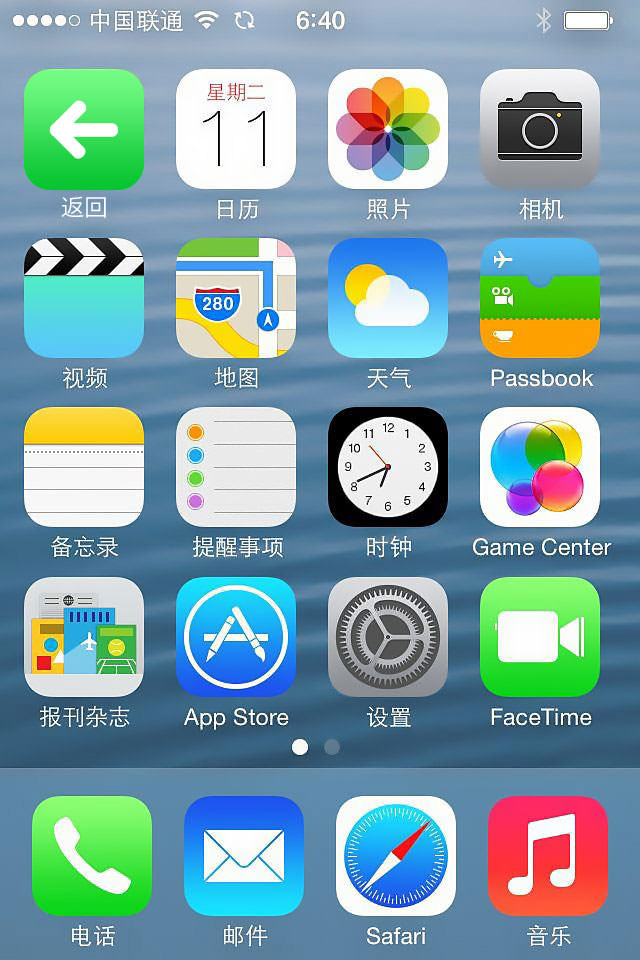 中国联通 6:40
星期二
11
返回 日历 照片 相机
280
视频 地图 天气 Passbook
12
11 1
10 2
9 3
8 4
7 5
6
备忘录 提醒事项 时钟 Game Center
报刊杂志 App Store 设置 FaceTime
电话 邮件 Safari 音乐